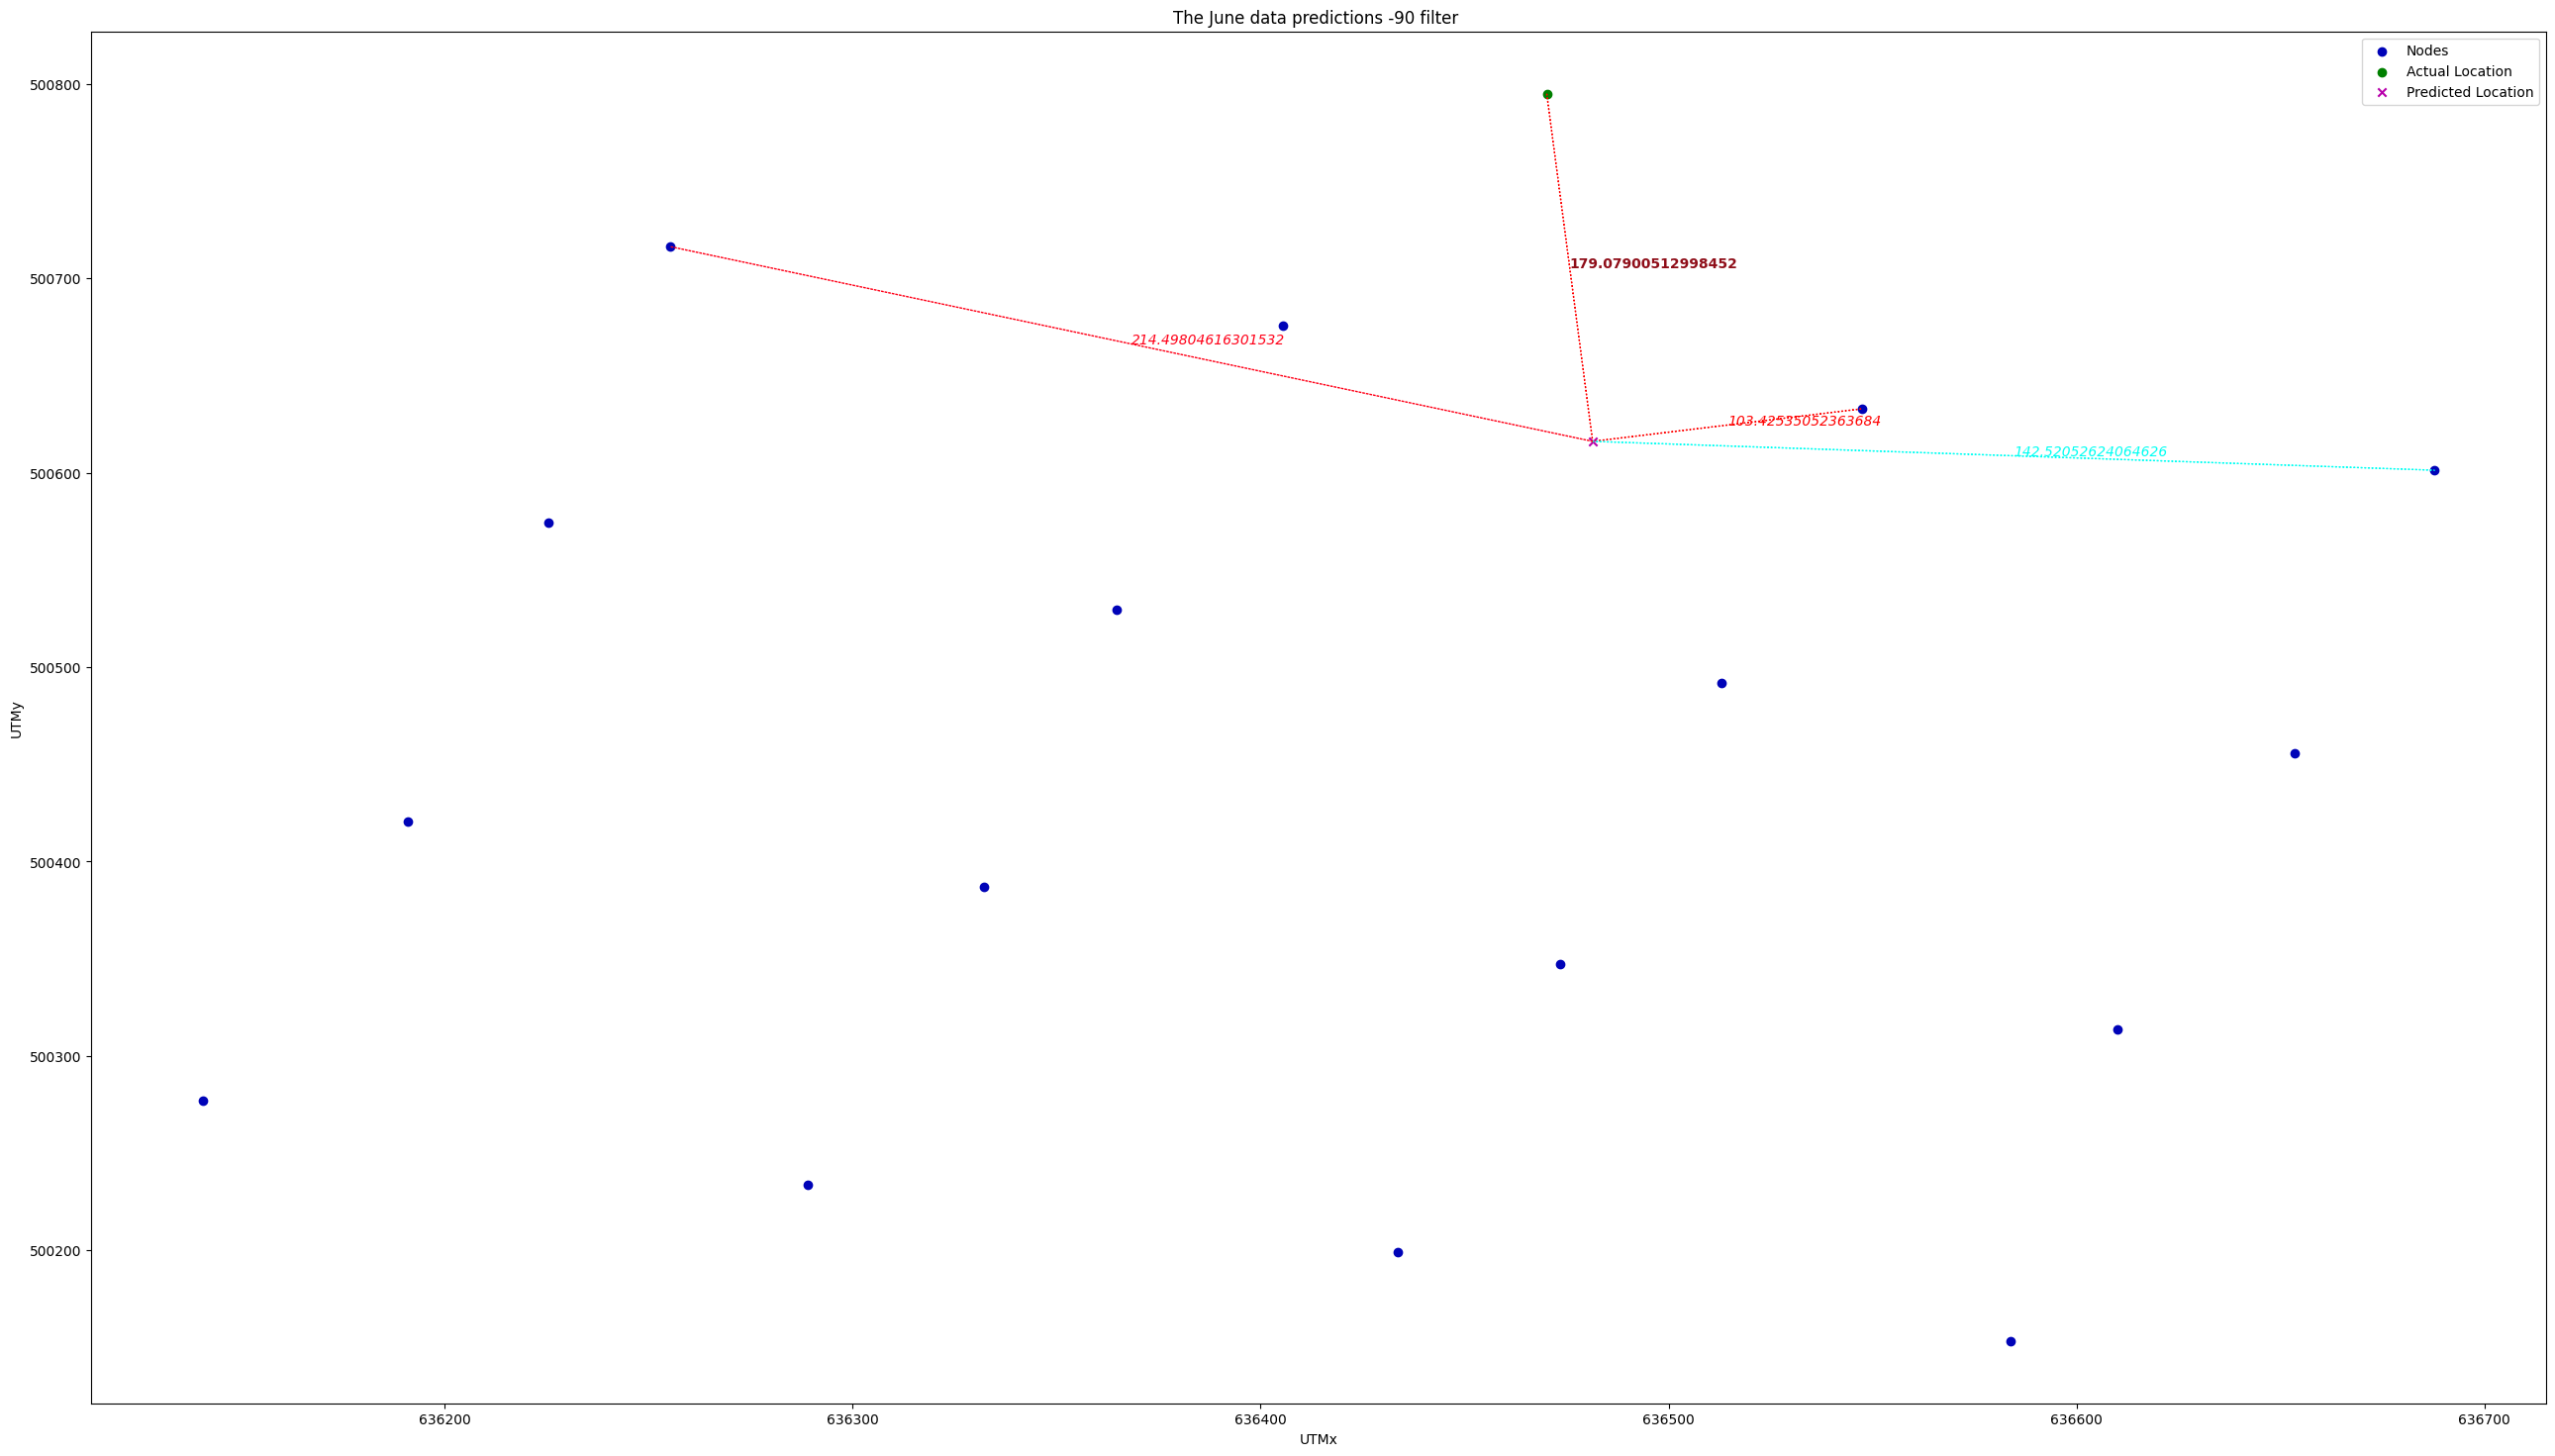 The June data predictions -90 filter
Nodes
Actual Location
Predicted Location
500800
500700
500600
500500
500400
500300
500200
UTMy
179.07900512998452
214.49804616301532
103.42535052363684
142.52052624064626
636200
636300
636400
636500
636600
636700
UTMx